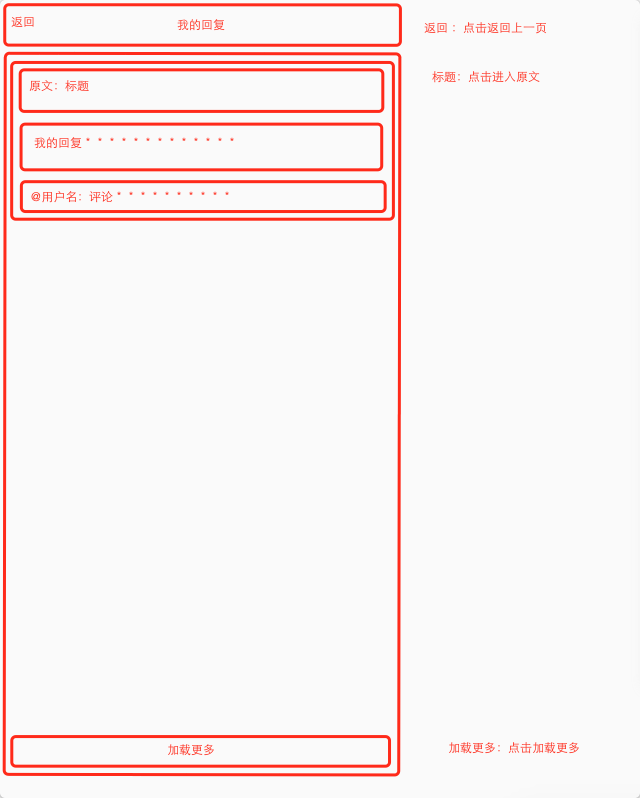 返回
我的回复
返回 ：点击返回上一页
标题：点击进入原文
原文：标题
我的回复 * * * * * * * * * * * * *
@用户名：评论 * * * * * * * * * *
加载更多
加载更多：点击加载更多